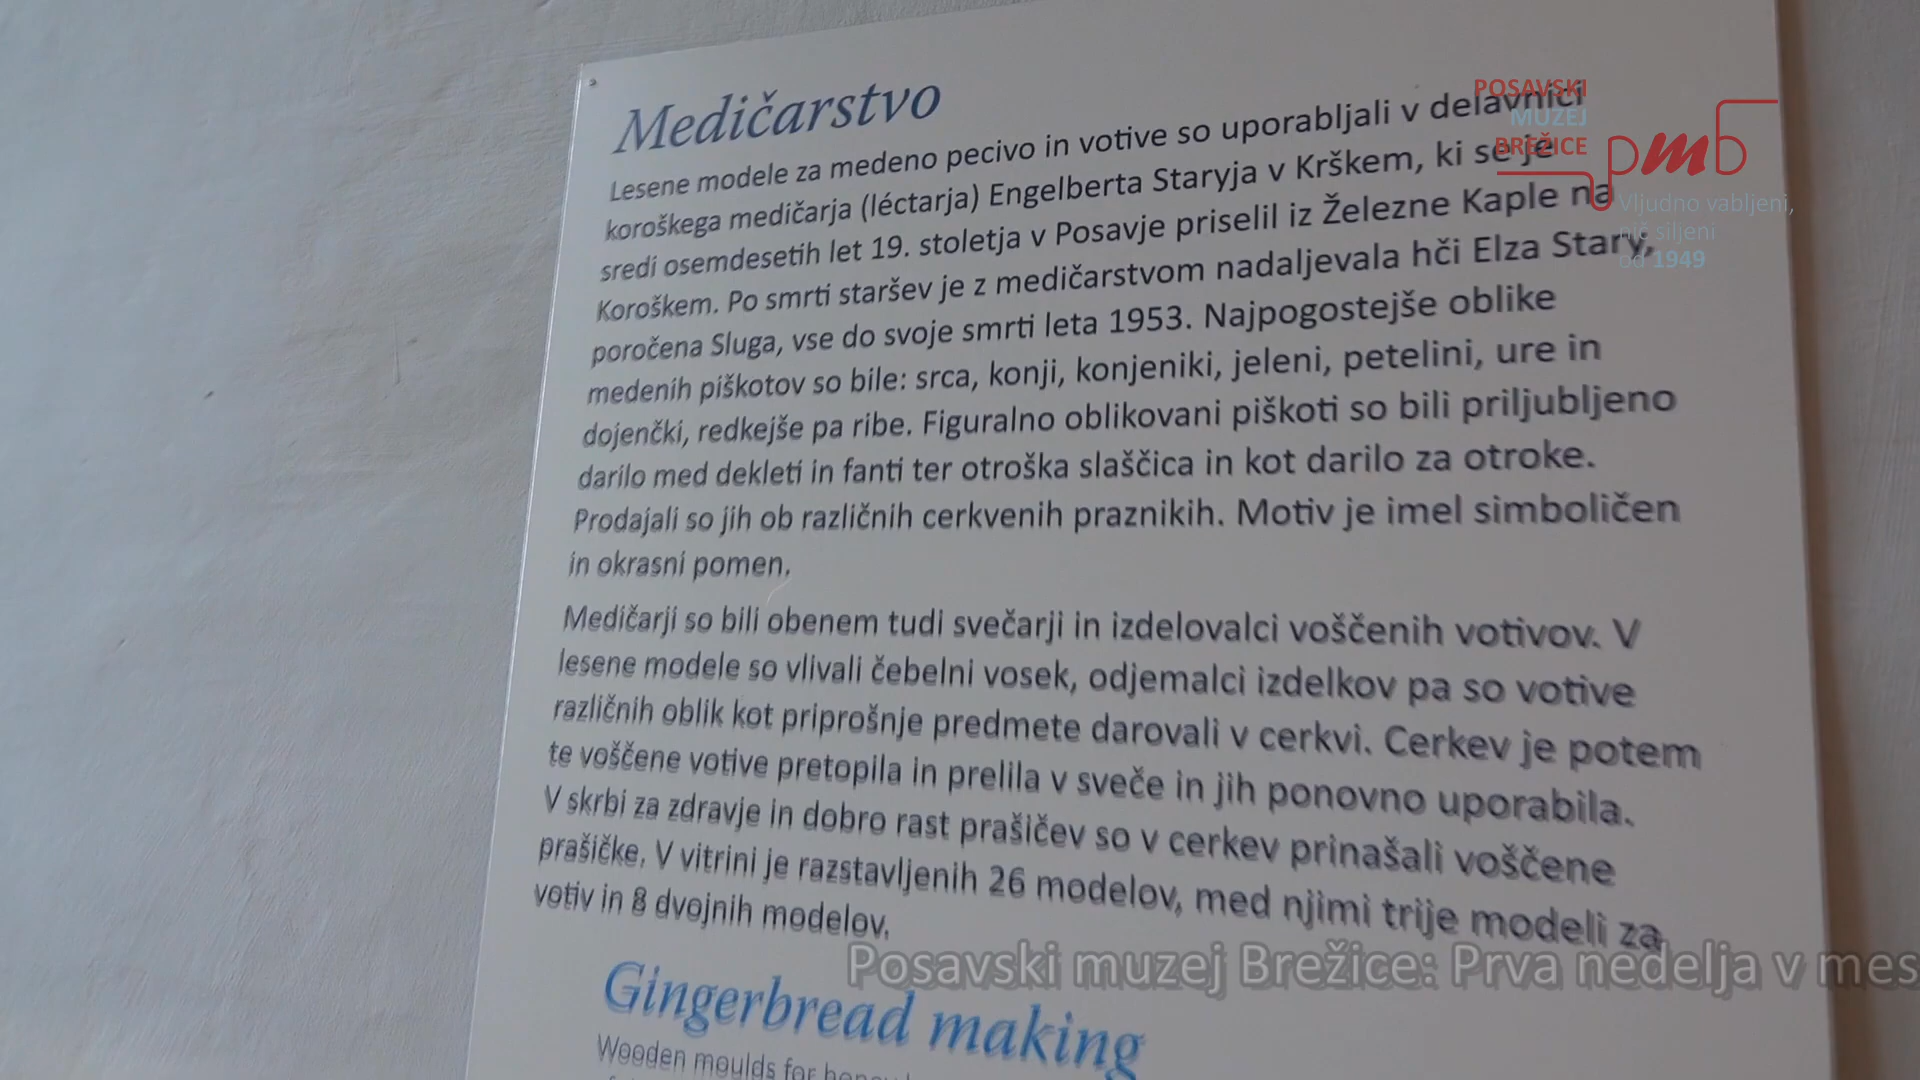 Medičarstvo
Lesene modele za medeno pecivo in votive so uporabljali v delavnici
koroškega medičarja (léctarja) Engelberta Staryja v Krškem, ki se je
sredi osemdesetih let 19. stoletja v Posavje priselil iz Železne Kaple na
Koroškem. Po smrti staršev je z medičarstvom nadaljevala hči Elza Stary,
poročena Sluga, vse do svoje smrti leta 1953. Najpogostejše oblike
medenih piškotov so bile: srca, konji, konjeniki, jeleni, petelini, ure in
dojenčki, redkejše pa ribe. Figuralno oblikovani piškoti so bili priljubljeno
darilo med dekleti in fanti ter otroška slaščica in kot darilo za otroke.
Prodajali so jih ob različnih cerkvenih praznikih. Motiv je imel simboličen
in okrasni pomen.
Medičarji so bili obenem tudi svečarji in izdelovalci voščenih votivov. V
lesene modele so vlivali čebelni vosek, odjemalci izdelkov pa so votive
različnih oblik kot priprošnje predmete darovali v cerkvi. Cerkev je potem
te voščene votive pretopila in prelila v sveče in jih ponovno uporabila.
V skrbi za zdravje in dobro rast prašičev so v cerkev prinašali voščene
prašičke. V vitrini je razstavljenih 26 modelov, med njimi trije modeli za
votiv in 8 dvojnih modelov.
Gingerbread making
Wooden moulds for
POSAVSKI
MUZEJ
BREŽICE
pmb
Vljudno vabljeni,
nič siljeni
od 1949
Posavski muzej Brežice: Prva nedelja v mes